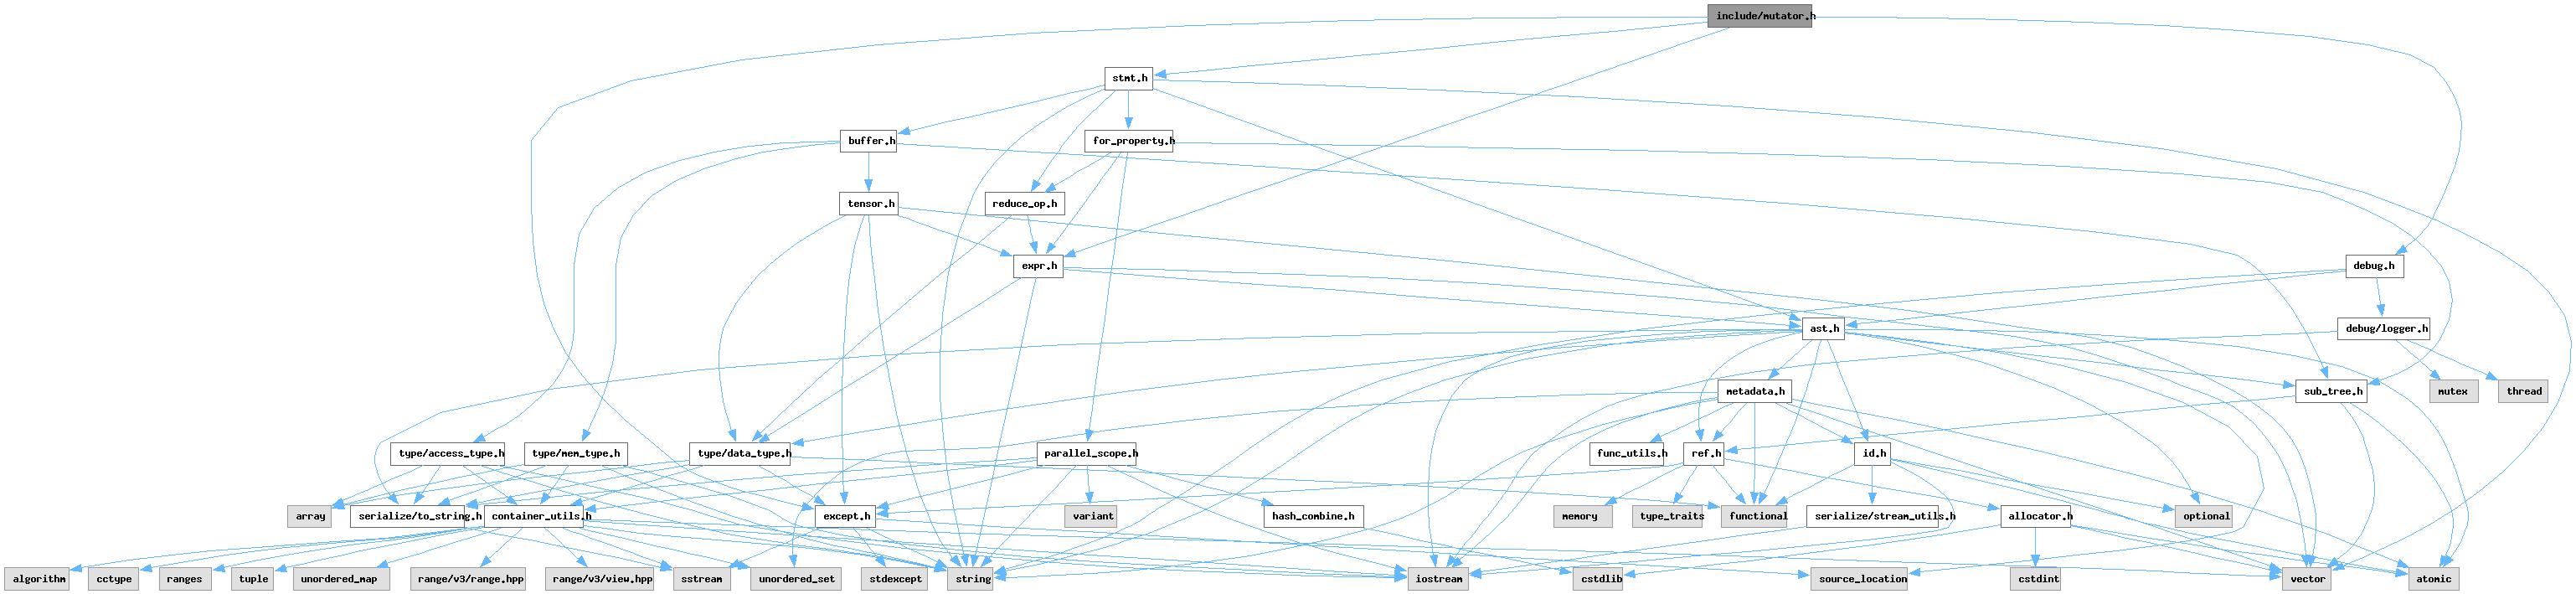 include/mutator.h
stmt.h
buffer.h
for_property.h
tensor.h
reduce_op.h
expr.h
debug.h
ast.h
debug/logger.h
metadata.h
sub_tree.h
mutex
thread
type/access_type.h
type/mem_type.h
type/data_type.h
parallel_scope.h
func_utils.h
ref.h
id.h
array
serialize/to_string.h
container_utils.h
except.h
variant
hash_combine.h
memory
type_traits
functional
serialize/stream_utils.h
allocator.h
optional
algorithm
cctype
ranges
tuple
unordered_map
range/v3/range.hpp
range/v3/view.hpp
sstream
unordered_set
stdexcept
string
iostream
cstdlib
source_location
cstdint
vector
atomic